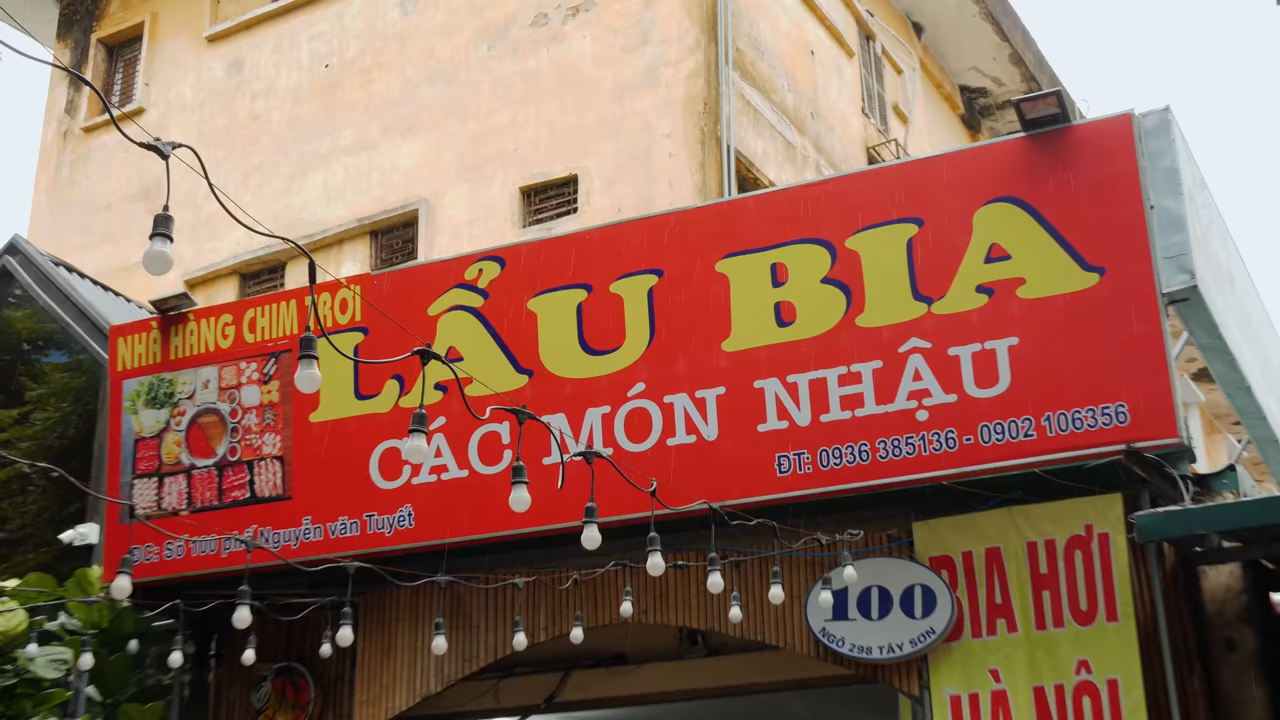 NHÀ HÀNG CHIM TRỜI
LẨU BIA
CÁC MÓN NHẬU
ĐT: 0936 385136 - 0902 106356
ĐC: Số 100 phố Nguyễn văn Tuyết
100
NGÕ 298 TÂY SƠN
BIA HƠI
HÀ NỘI